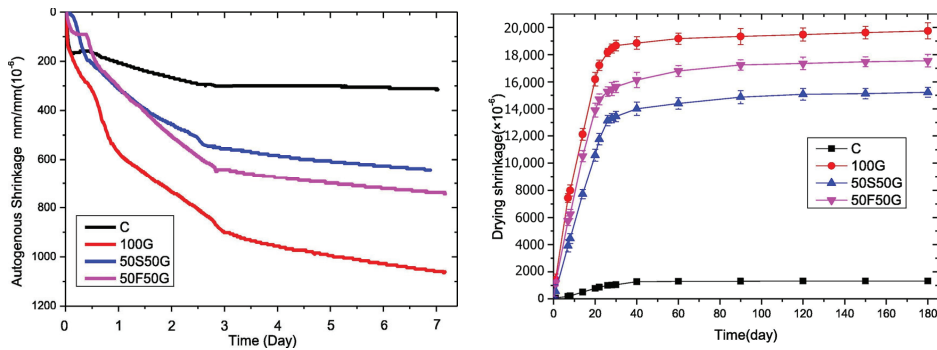 0
200
400
600
800
1000
1200
Autogenous Shrinkage mm/mm(10⁻⁶)
C
100G
50S50G
50F50G
0 1 2 3 4 5 6 7
Time (Day)
20,000
18,000
16,000
14,000
12,000
10,000
8000
6000
4000
2000
0
Drying shrinkage(×10⁻⁶)
C
100G
50S50G
50F50G
0 20 40 60 80 100 120 140 160 180
Time(day)